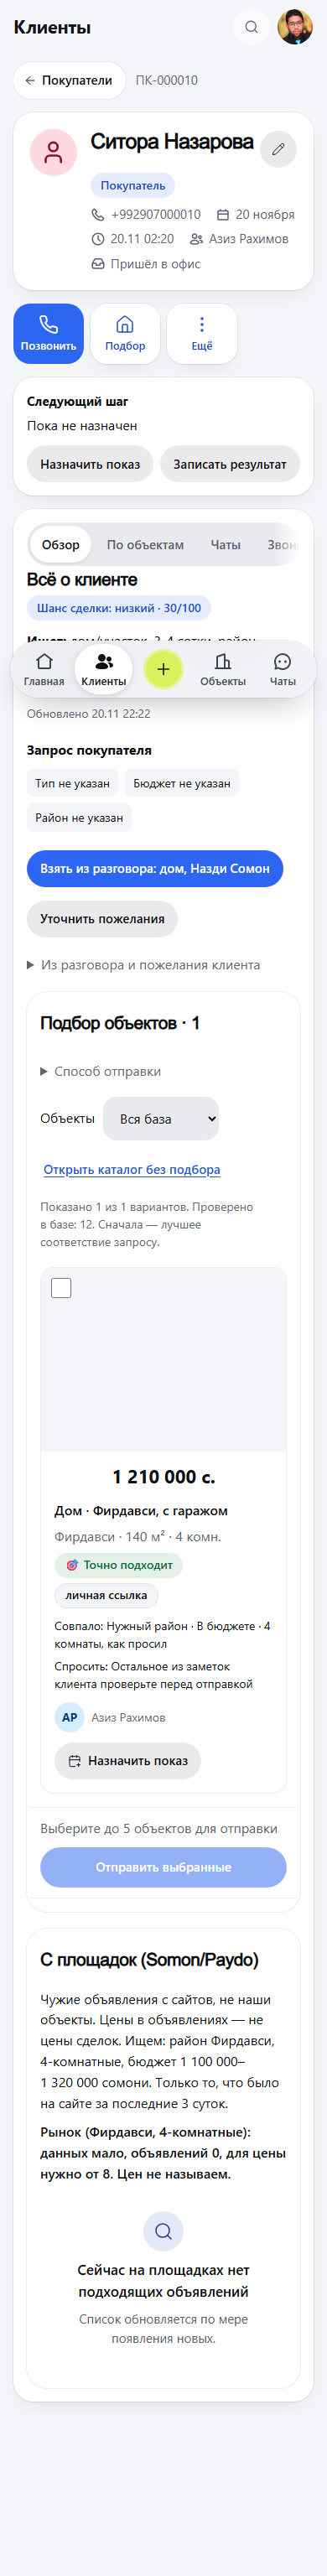 Клиенты
Покупатели
ПК-000010
Ситора Назарова
Покупатель
+992907000010 20 ноября
20.11 02:20 Азиз Рахимов
Пришёл в офис
Позвонить Подбор Ещё
Следующий шаг
Пока не назначен
Назначить показ Записать результат
Обзор По объектам Чаты
Всё о клиенте
Шанс сделки: низкий · 30/100
Главная Клиенты Объекты Чаты
Обновлено 20.11 22:22
Запрос покупателя
Тип не указан Бюджет не указан
Район не указан
Взять из разговора: дом, Назди Сомон
Уточнить пожелания
Из разговора и пожелания клиента
Подбор объектов · 1
Способ отправки
Объекты Вся база
Открыть каталог без подбора
Показано 1 из 1 вариантов. Проверено
в базе: 12. Сначала — лучшее
соответствие запросу.
1 210 000 с.
Дом · Фирдавси, с гаражом
Фирдавси · 140 м² · 4 комн.
Точно подходит
личная ссылка
Совпало: Нужный район · В бюджете · 4
комнаты, как просил
Спросить: Остальное из заметок
клиента проверьте перед отправкой
АР Азиз Рахимов
Назначить показ
Выберите до 5 объектов для отправки
Отправить выбранные
С площадок (Somon/Paydo)
Чужие объявления с сайтов, не наши
объекты. Цены в объявлениях — не
цены сделок. Ищем: район Фирдавси,
4-комнатные, бюджет 1 100 000–
1 320 000 сомони. Только то, что было
на сайте за последние 3 суток.
Рынок (Фирдавси, 4-комнатные):
данных мало, объявлений 0, для цены
нужно от 8. Цен не называем.
Сейчас на площадках нет
подходящих объявлений
Список обновляется по мере
появления новых.